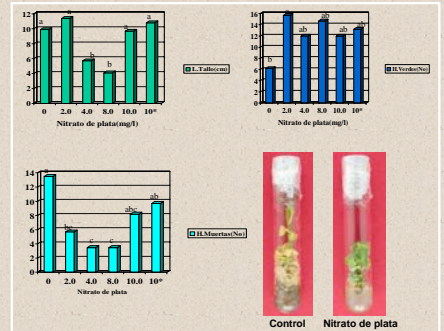 12
10
8
6
4
2
0
a a b b a a
0 2.0 4.0 8.0 10.0 10*
Nitrato de plata(mg/l)
L.Tallo(cm)
16
14
12
10
8
6
4
2
0
b a ab ab ab ab
0 2.0 4.0 8.0 10.0 10*
Nitrato de plata(mg/l)
H.Verdes(No)
14
12
10
8
6
4
2
0
a bc c c abc ab
0 2.0 4.0 8.0 10.0 10*
Nitrato de plata
H.Muertas(No)
Control Nitrato de plata